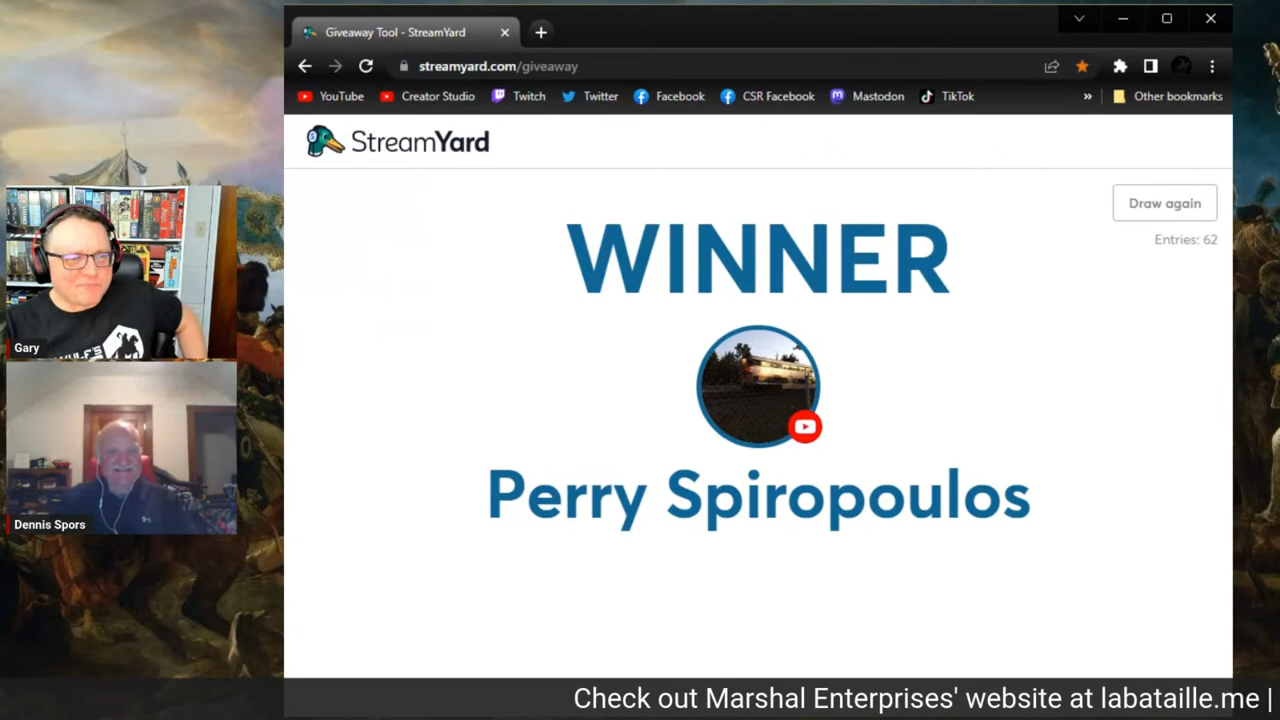 Giveaway Tool - StreamYard
streamyard.com/giveaway
YouTube
Creator Studio
Twitch
Twitter
Facebook
CSR Facebook
Mastodon
TikTok
»
Other bookmarks
StreamYard
Draw again
Entries: 62
WINNER
Perry Spiropoulos
Gary
Dennis Spors
Check out Marshal Enterprises' website at labataille.me |